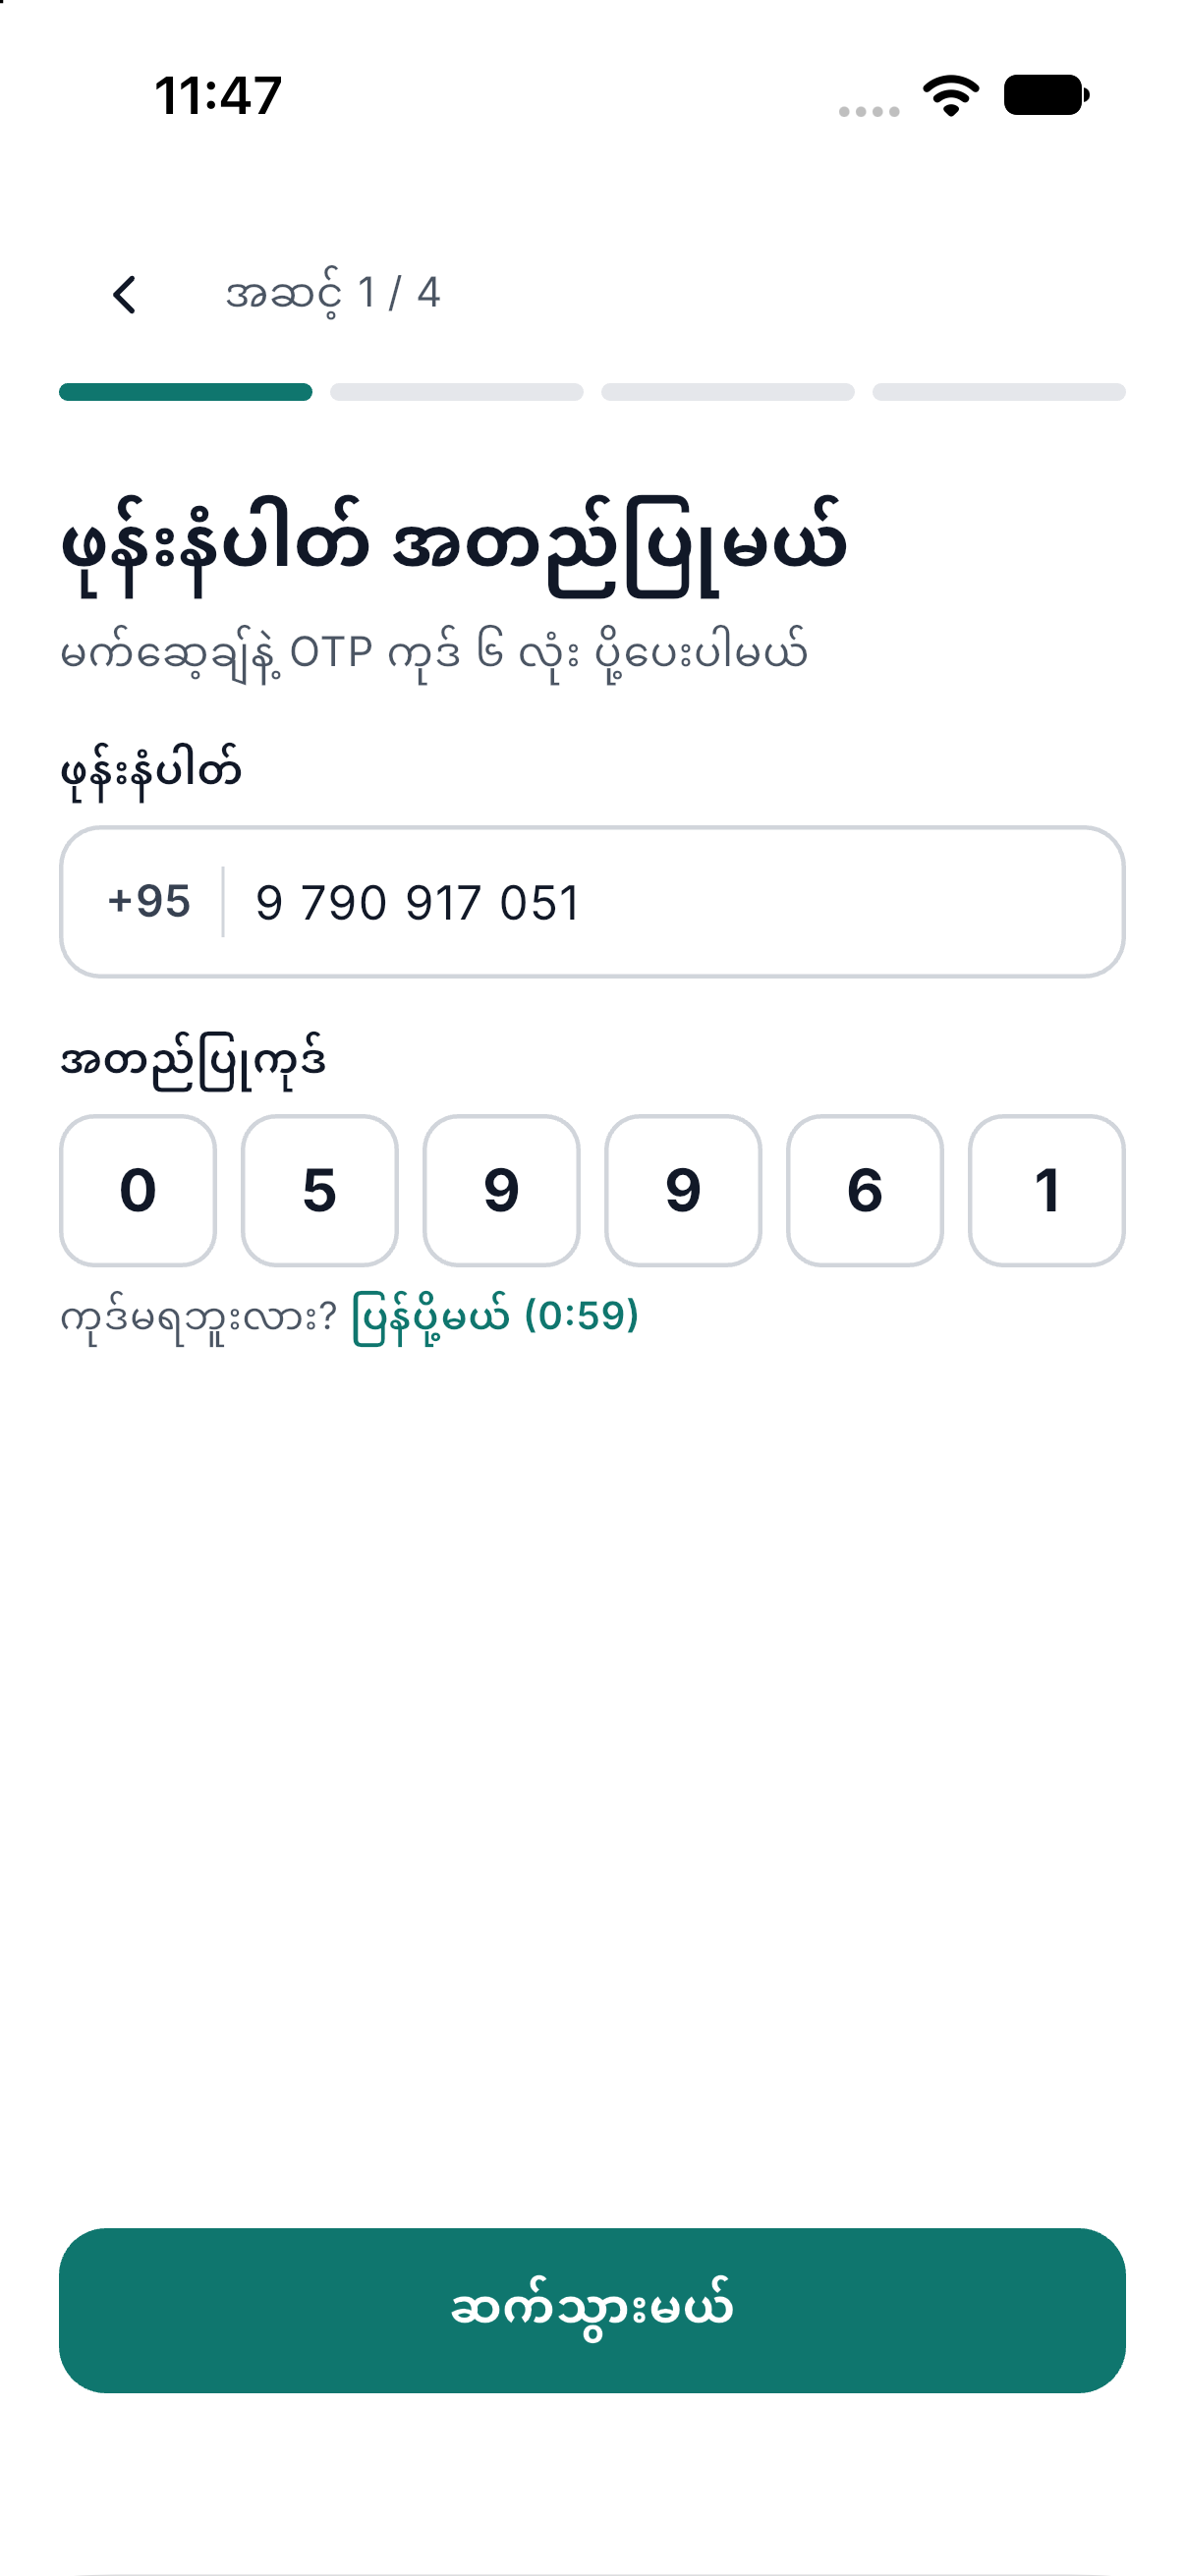 11:47
အဆင့် 1 / 4
ဖုန်းနံပါတ် အတည်ပြုမယ်
မက်ဆေ့ချ်နဲ့ OTP ကုဒ် ၆ လုံး ပို့ပေးပါမယ်
ဖုန်းနံပါတ်
+95 9 790 917 051
အတည်ပြုကုဒ်
0 5 9 9 6 1
ကုဒ်မရဘူးလား? ပြန်ပို့မယ် (0:59)
ဆက်သွားမယ်